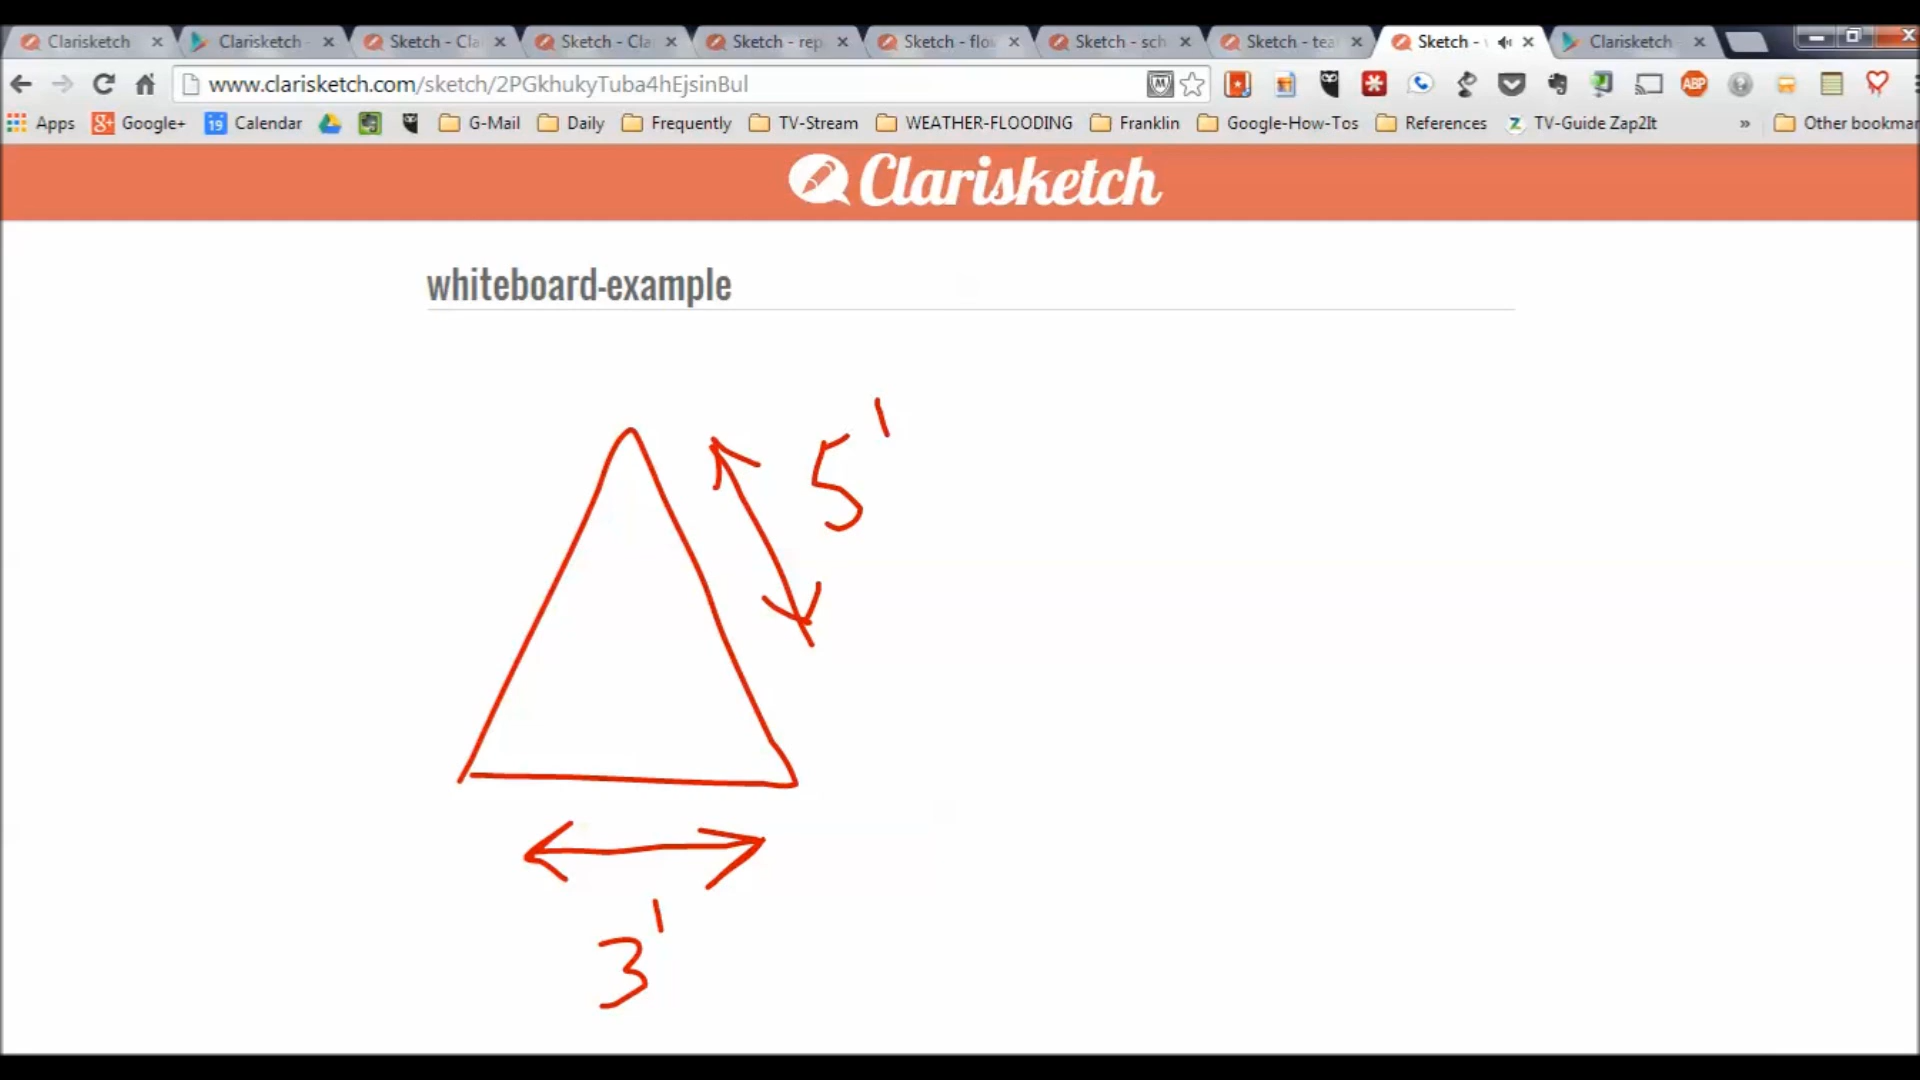 Clarisketch Clarisketch Sketch - Cla Sketch - Cla Sketch - rep Sketch - flo Sketch - sch Sketch - tea Sketch - Clarisketch
www.clarisketch.com/sketch/2PGkhukyTuba4hEjsinBul
Apps Google+ 19 Calendar G-Mail Daily Frequently TV-Stream WEATHER-FLOODING Franklin Google-How-Tos References TV-Guide Zap2It » Other bookmar
ABP
Clarisketch
whiteboard-example
5'
3'